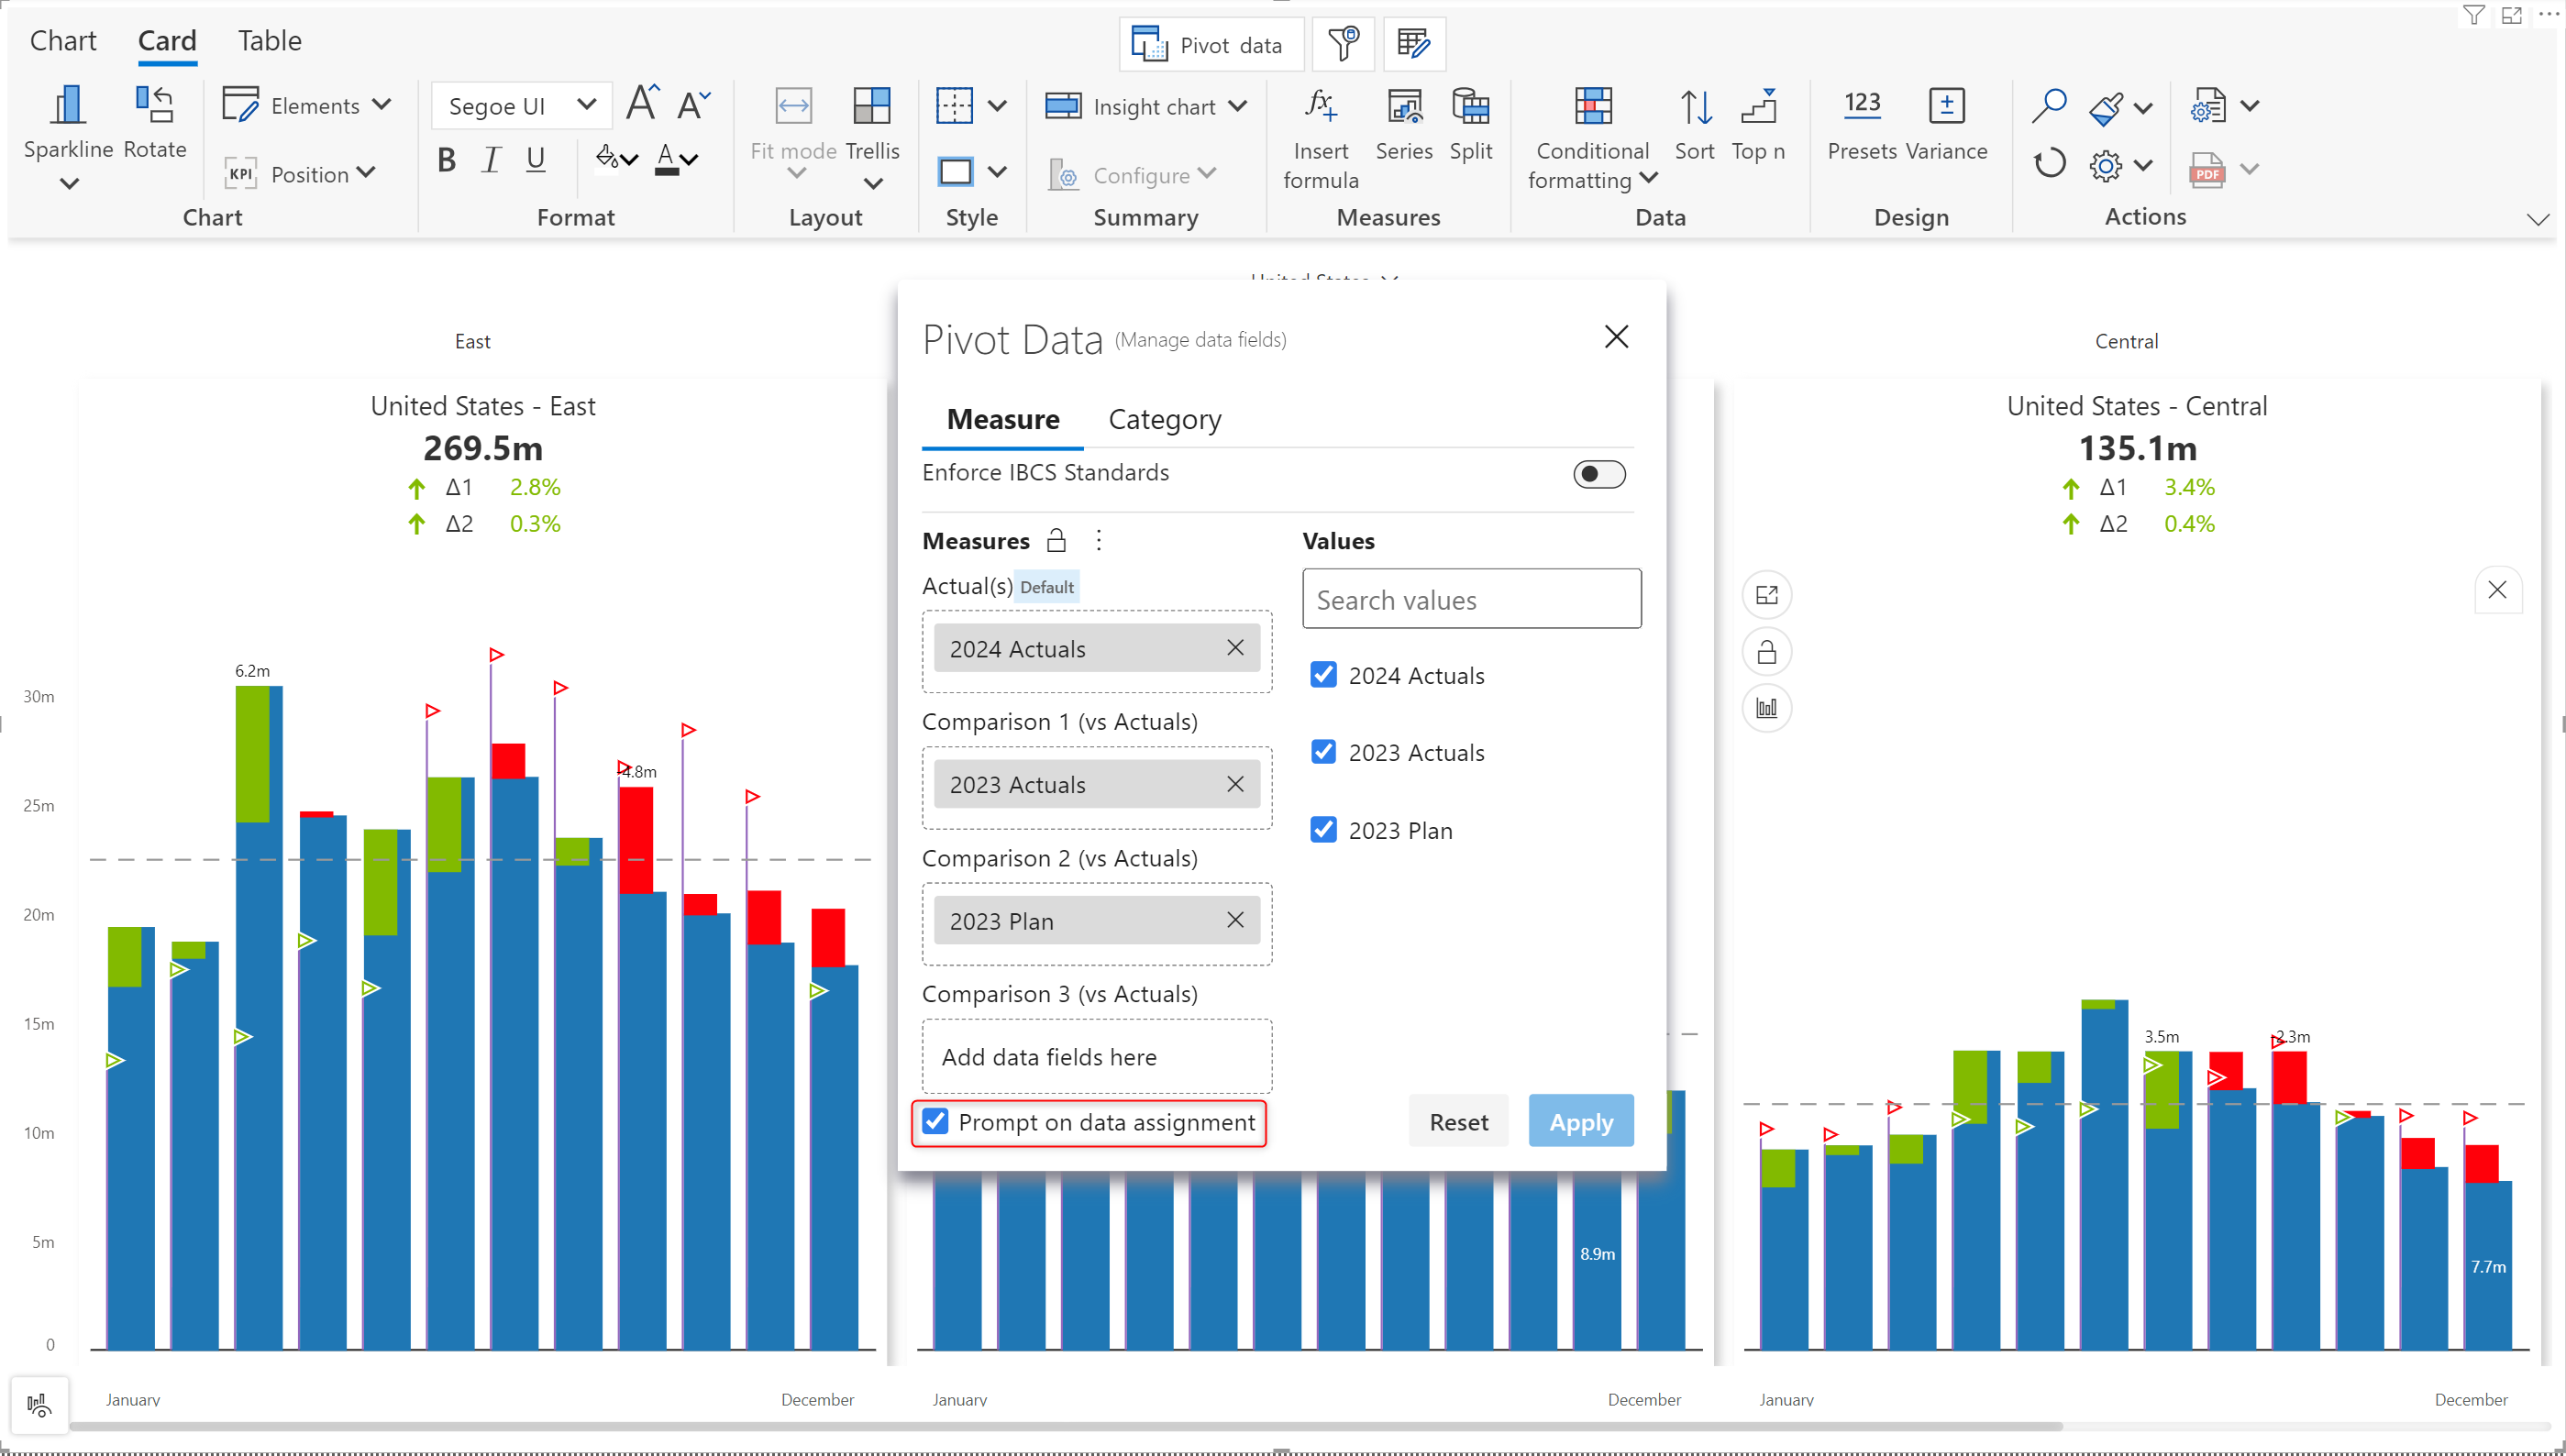 Chart Card Table
Pivot data
Sparkline Rotate
Elements
KPI Position
Chart
Segoe UI A A
B I U A
Format
Fit mode Trellis
Layout
Style
Insight chart
Configure
Summary
Insert formula Series Split
Measures
Conditional formatting Sort Top n
Data
123
Presets Variance
Design
PDF
Actions
United States
East
Central
United States - East
269.5m
Δ1 2.8%
Δ2 0.3%
United States - Central
135.1m
Δ1 3.4%
Δ2 0.4%
Pivot Data (Manage data fields)
Measure Category
Enforce IBCS Standards
Measures
Values
Actual(s) Default
Search values
2024 Actuals
2024 Actuals
Comparison 1 (vs Actuals)
2023 Actuals
2023 Actuals
Comparison 2 (vs Actuals)
2023 Plan
2023 Plan
Comparison 3 (vs Actuals)
Add data fields here
Prompt on data assignment
Reset Apply
30m
25m
20m
15m
10m
5m
0
6.2m
-4.8m
3.5m
-2.3m
8.9m
7.7m
January December
January December
January December